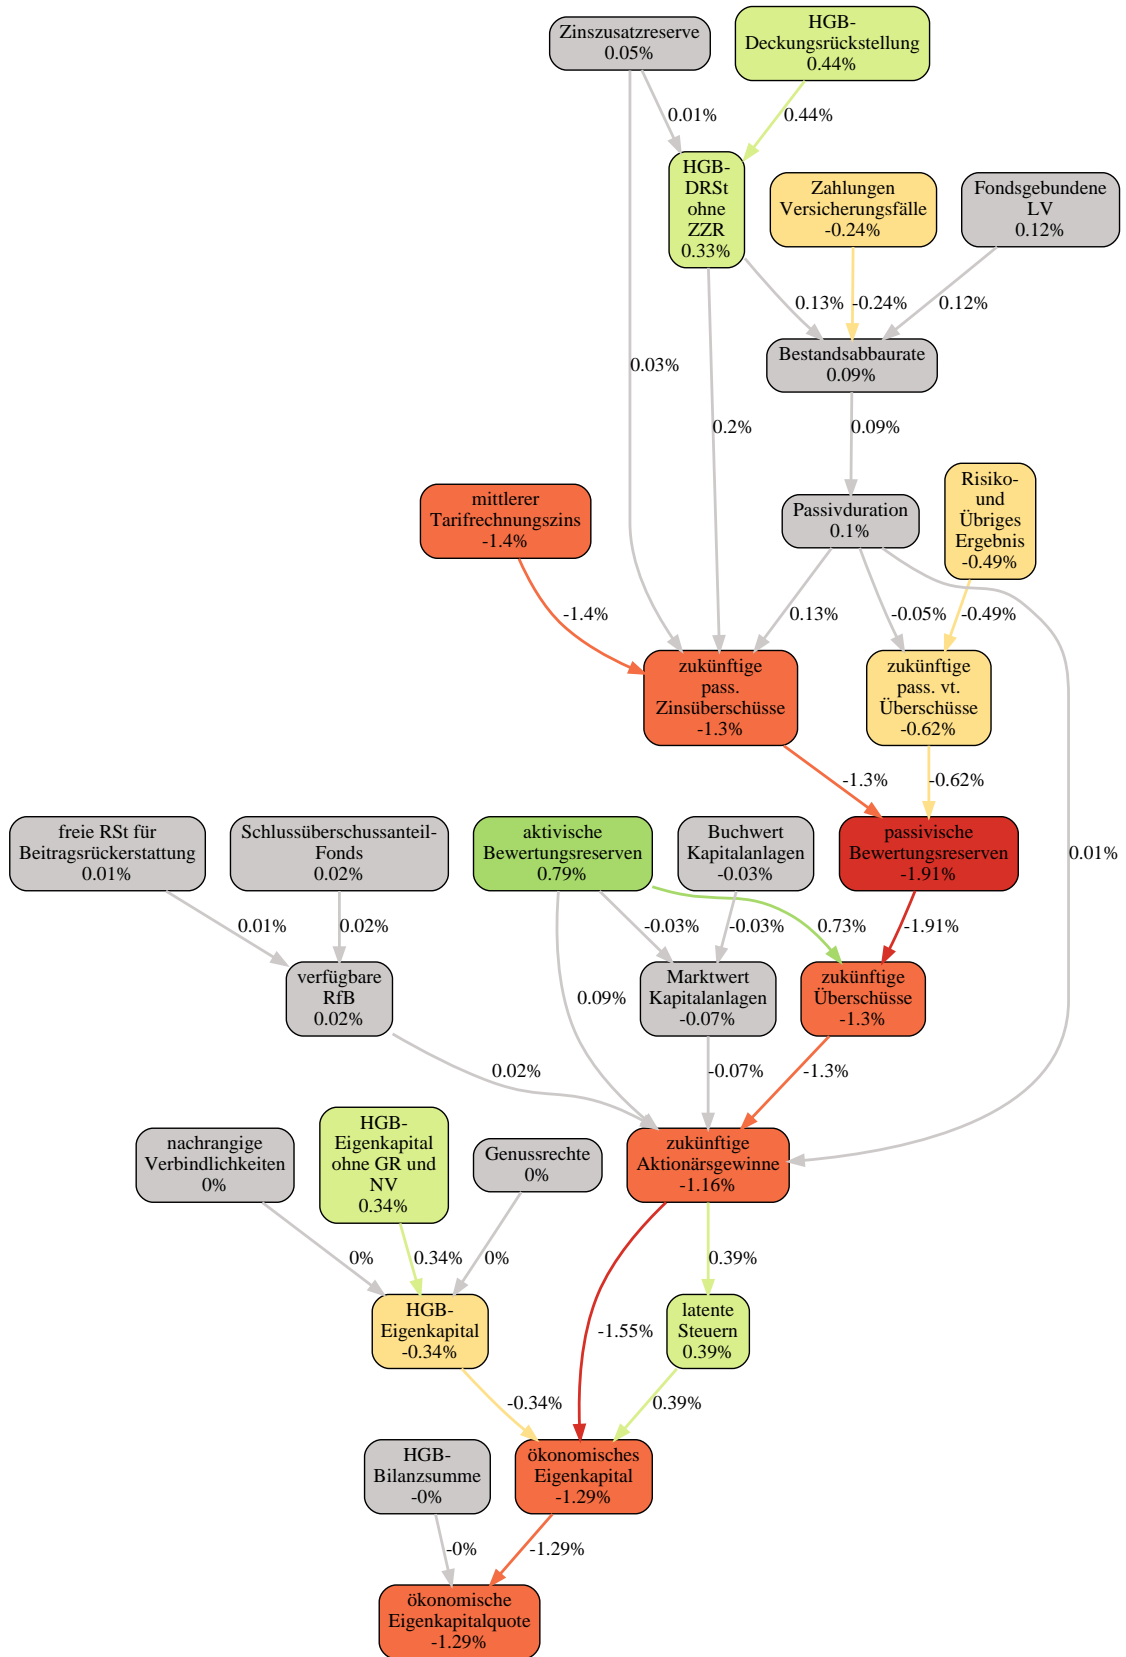 Zinszusatzreserve
0.05%
HGB-
Deckungsrückstellung
0.44%
0.01%
0.44%
HGB-
DRSt
ohne
ZZR
0.33%
Zahlungen
Versicherungsfälle
-0.24%
Fondsgebundene
LV
0.12%
0.13%
-0.24%
0.12%
Bestandsabbaurate
0.09%
0.03%
0.2%
0.09%
mittlerer
Tarifrechnungszins
-1.4%
Passivduration
0.1%
Risiko-
und
Übriges
Ergebnis
-0.49%
-1.4%
0.13%
-0.05%
-0.49%
zukünftige
pass.
Zinsüberschüsse
-1.3%
zukünftige
pass. vt.
Überschüsse
-0.62%
-1.3%
-0.62%
freie RSt für
Beitragsrückerstattung
0.01%
Schlussüberschussanteil-
Fonds
0.02%
aktivische
Bewertungsreserven
0.79%
Buchwert
Kapitalanlagen
-0.03%
passivische
Bewertungsreserven
-1.91%
0.01%
0.01%
0.02%
-0.03%
-0.03%
0.73%
-1.91%
verfügbare
RfB
0.02%
0.09%
Marktwert
Kapitalanlagen
-0.07%
zukünftige
Überschüsse
-1.3%
0.02%
-0.07%
-1.3%
nachrangige
Verbindlichkeiten
0%
HGB-
Eigenkapital
ohne GR und
NV
0.34%
Genussrechte
0%
zukünftige
Aktionärsgewinne
-1.16%
0%
0.34%
0%
0.39%
HGB-
Eigenkapital
-0.34%
-1.55%
latente
Steuern
0.39%
-0.34%
0.39%
HGB-
Bilanzsumme
-0%
ökonomisches
Eigenkapital
-1.29%
-0%
-1.29%
ökonomische
Eigenkapitalquote
-1.29%